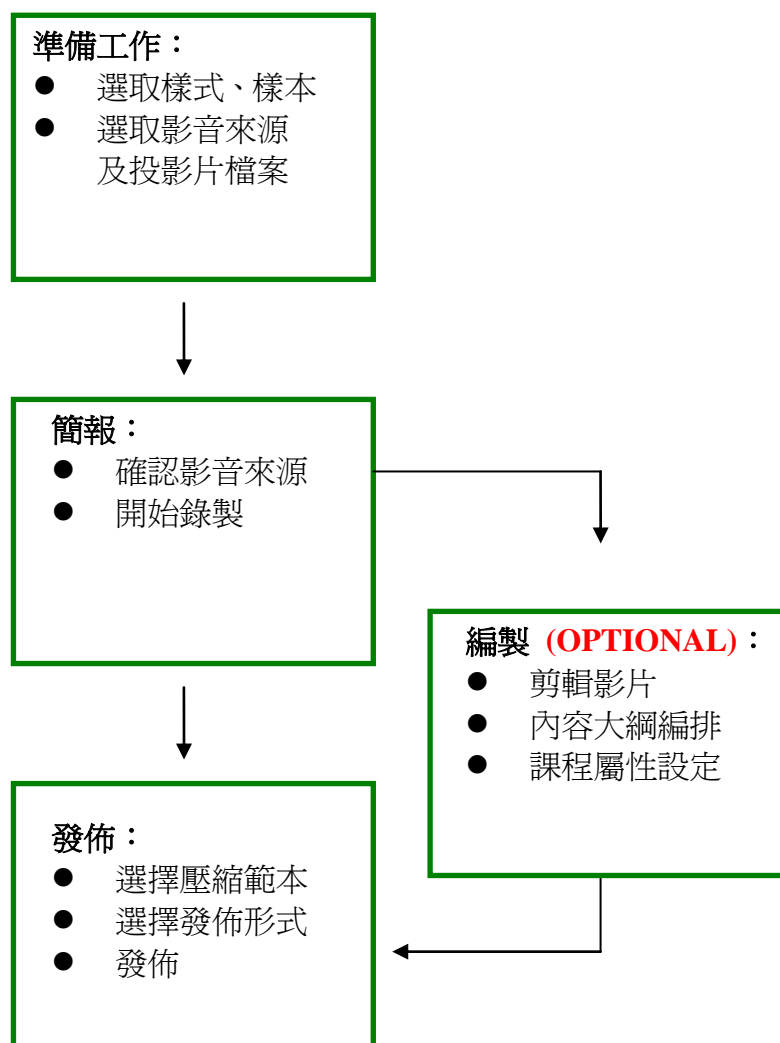 準備工作：
● 選取樣式、樣本
● 選取影音來源
及投影片檔案
簡報：
● 確認影音來源
● 開始錄製
編製 (OPTIONAL)：
● 剪輯影片
● 內容大綱編排
● 課程屬性設定
發佈：
● 選擇壓縮範本
● 選擇發佈形式
● 發佈